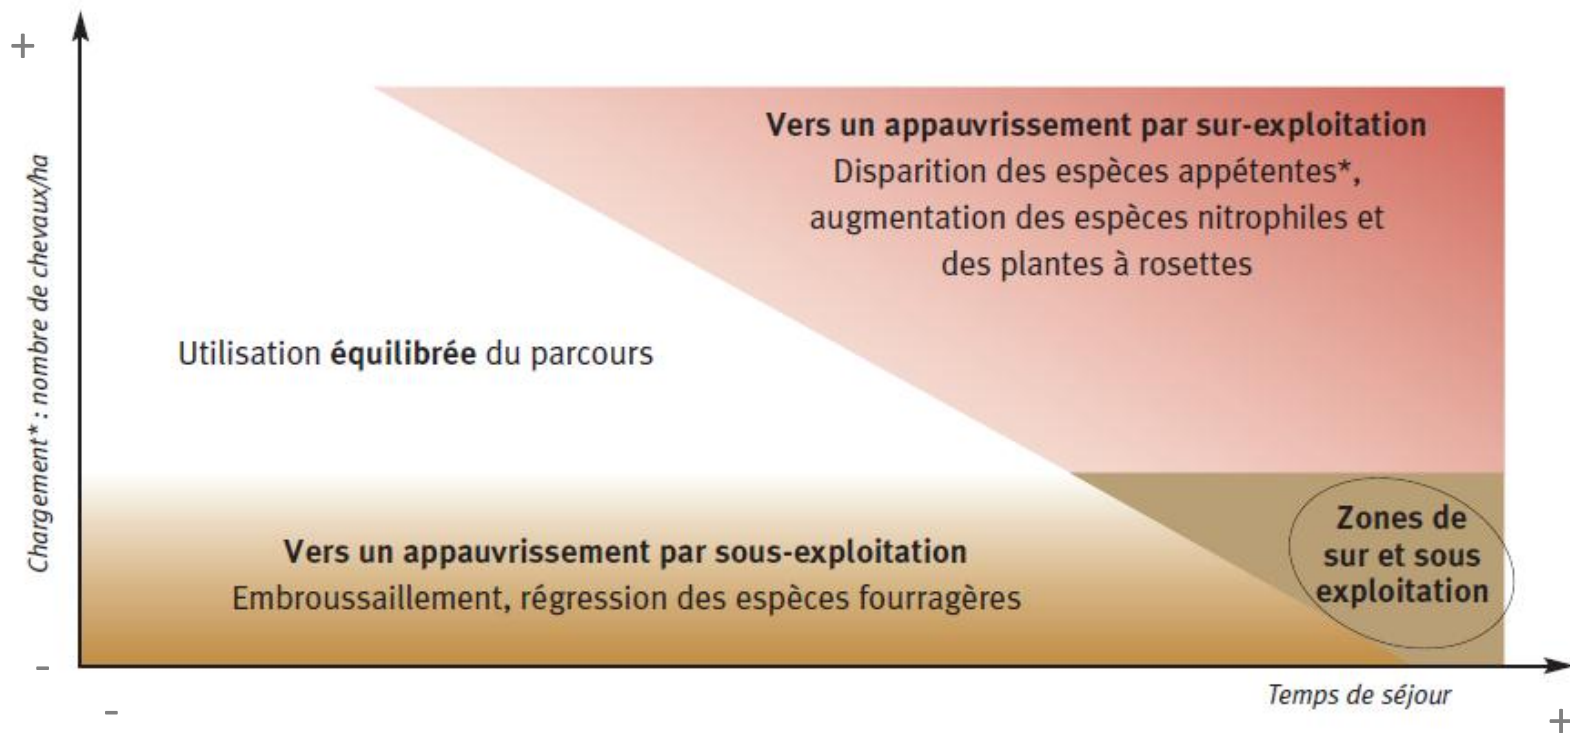 +
Chargement* : nombre de chevaux/ha
Vers un appauvrissement par sur-exploitation
Disparition des espèces appétentes*,
augmentation des espèces nitrophiles et
des plantes à rosettes
Utilisation équilibrée du parcours
Vers un appauvrissement par sous-exploitation
Embroussaillement, régression des espèces fourragères
Zones de
sur et sous
exploitation
-
Temps de séjour
-
+